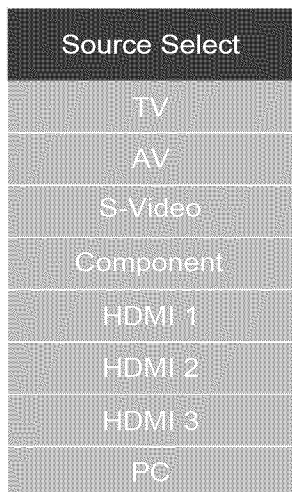 Source Select
TV
AV
S-Video
Component
HDMI 1
HDMI 2
HDMI 3
PC